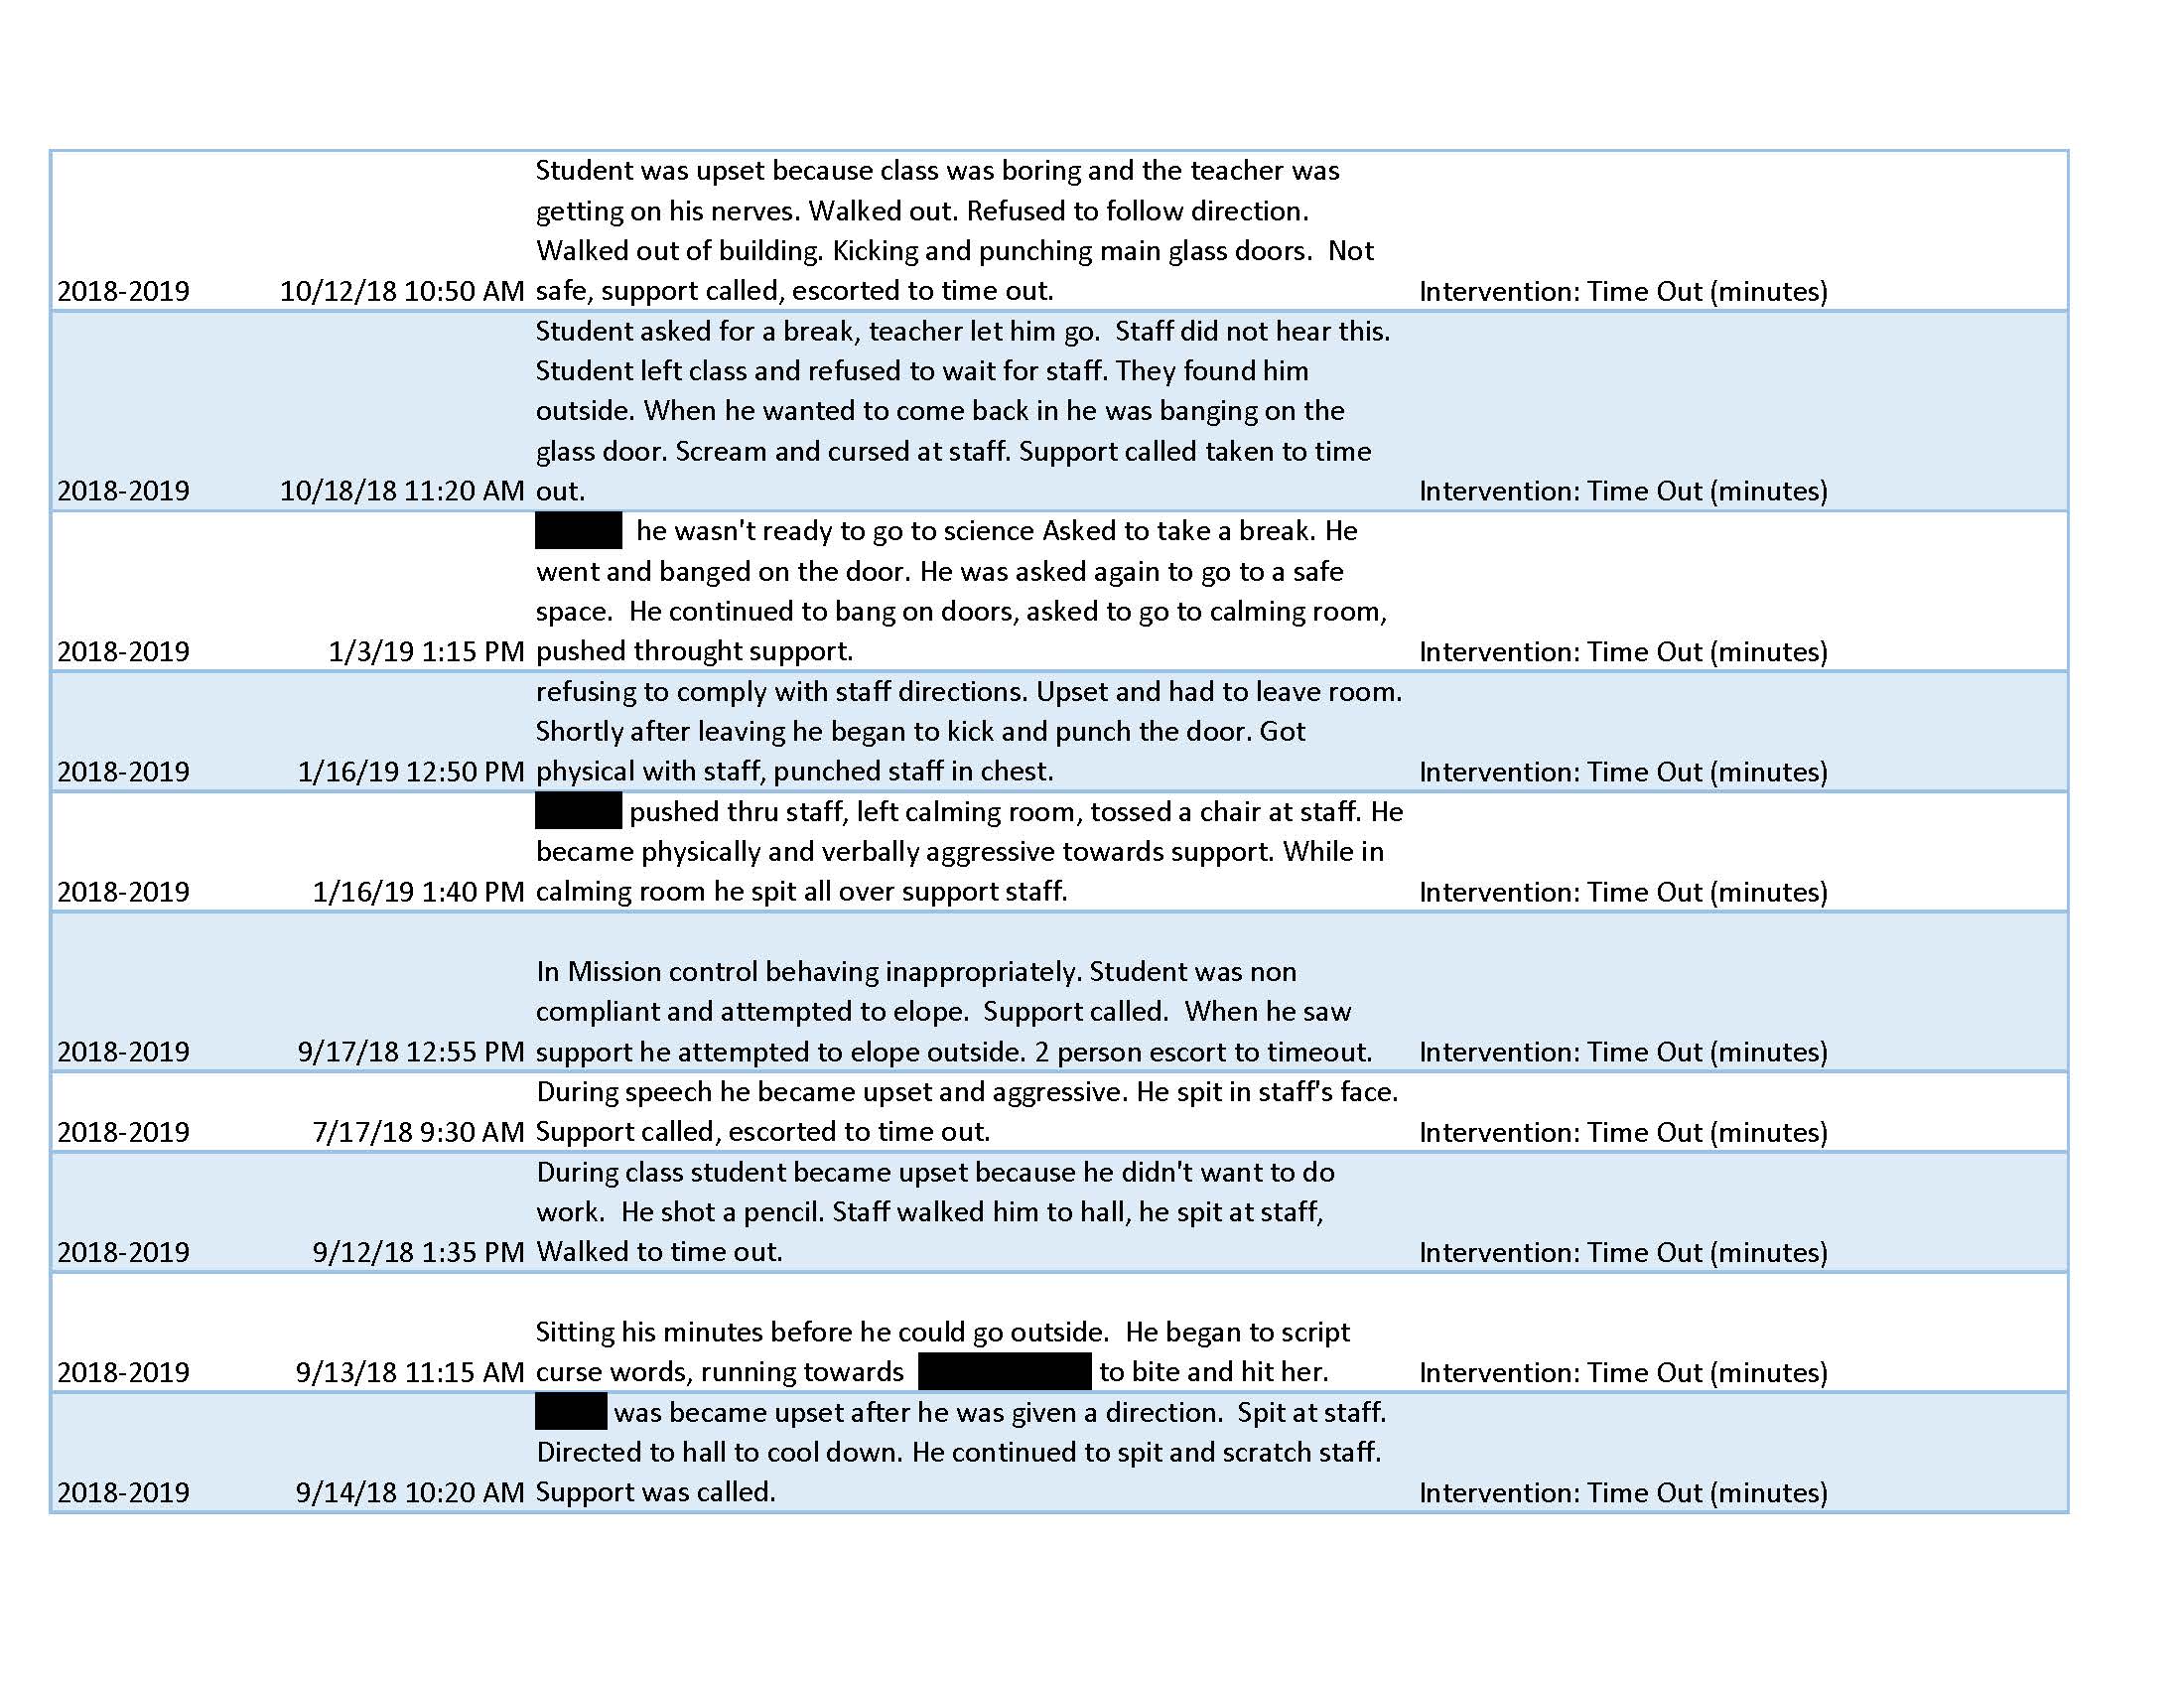 Student was upset because class was boring and the teacher was
getting on his nerves. Walked out. Refused to follow direction.
Walked out of building. Kicking and punching main glass doors.  Not
2018-2019 10/12/18 10:50 AM safe, support called, escorted to time out. Intervention: Time Out (minutes)
Student asked for a break, teacher let him go.  Staff did not hear this.
Student left class and refused to wait for staff. They found him
outside. When he wanted to come back in he was banging on the
glass door. Scream and cursed at staff. Support called taken to time
2018-2019 10/18/18 11:20 AM out. Intervention: Time Out (minutes)
he wasn't ready to go to science Asked to take a break. He
went and banged on the door. He was asked again to go to a safe
space.  He continued to bang on doors, asked to go to calming room,
2018-2019 1/3/19 1:15 PM pushed throught support. Intervention: Time Out (minutes)
refusing to comply with staff directions. Upset and had to leave room.
Shortly after leaving he began to kick and punch the door. Got
2018-2019 1/16/19 12:50 PM physical with staff, punched staff in chest. Intervention: Time Out (minutes)
pushed thru staff, left calming room, tossed a chair at staff. He
became physically and verbally aggressive towards support. While in
2018-2019 1/16/19 1:40 PM calming room he spit all over support staff. Intervention: Time Out (minutes)
In Mission control behaving inappropriately. Student was non
compliant and attempted to elope.  Support called.  When he saw
2018-2019 9/17/18 12:55 PM support he attempted to elope outside. 2 person escort to timeout. Intervention: Time Out (minutes)
During speech he became upset and aggressive. He spit in staff's face.
2018-2019 7/17/18 9:30 AM Support called, escorted to time out. Intervention: Time Out (minutes)
During class student became upset because he didn't want to do
work.  He shot a pencil. Staff walked him to hall, he spit at staff,
2018-2019 9/12/18 1:35 PM Walked to time out. Intervention: Time Out (minutes)
Sitting his minutes before he could go outside.  He began to script
2018-2019 9/13/18 11:15 AM curse words, running towards to bite and hit her. Intervention: Time Out (minutes)
was became upset after he was given a direction.  Spit at staff.
Directed to hall to cool down. He continued to spit and scratch staff.
2018-2019 9/14/18 10:20 AM Support was called. Intervention: Time Out (minutes)